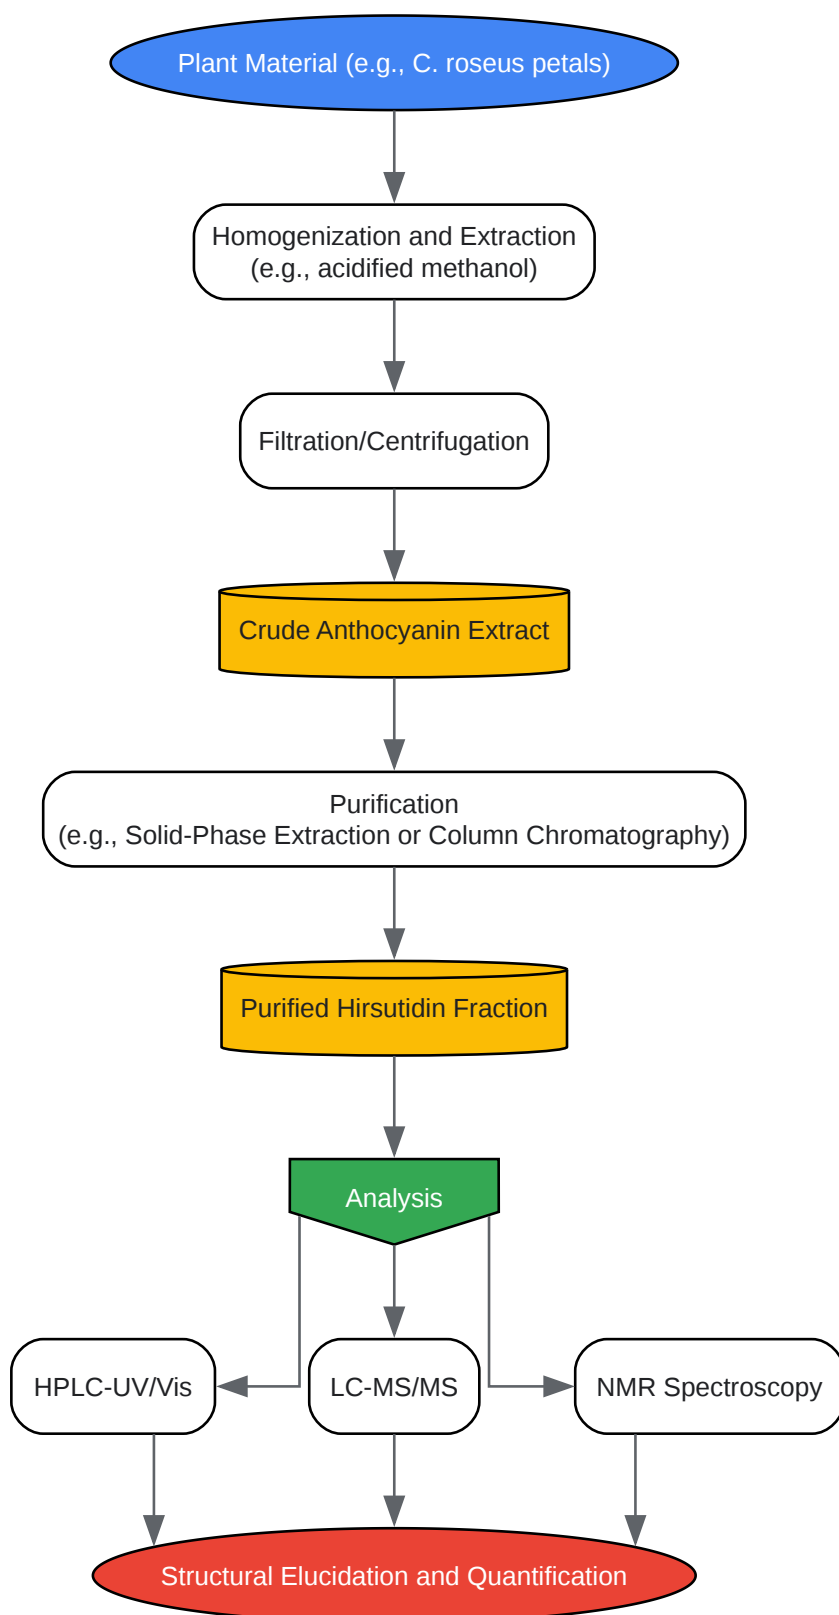 Plant Material (e.g., C. roseus petals)
Homogenization and Extraction
(e.g., acidified methanol)
Filtration/Centrifugation
Crude Anthocyanin Extract
Purification
(e.g., Solid-Phase Extraction or Column Chromatography)
Purified Hirsutidin Fraction
Analysis
HPLC-UV/Vis
LC-MS/MS
NMR Spectroscopy
Structural Elucidation and Quantification